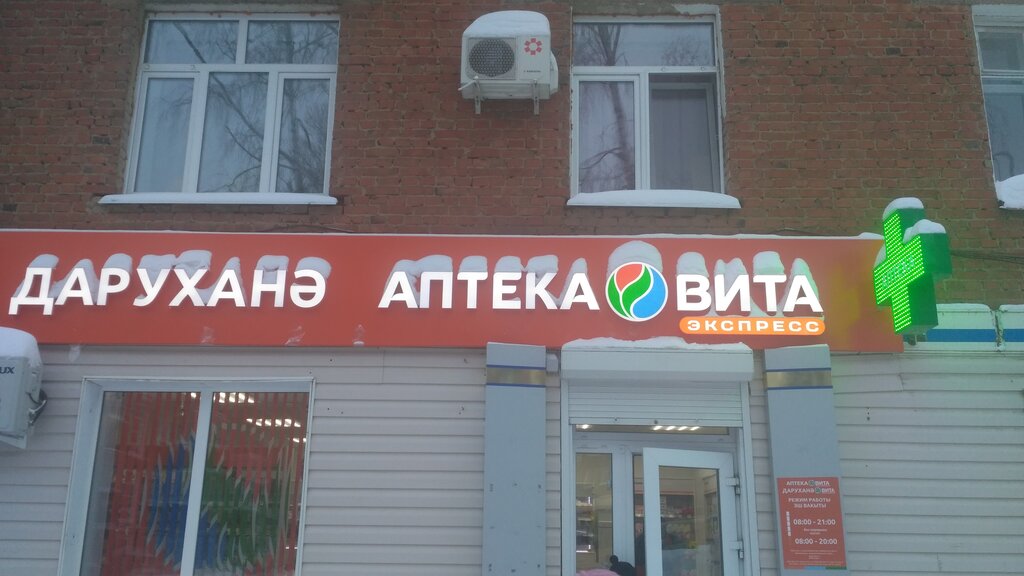 ДАРУХАНӘ АПТЕКА ВИТА
ЭКСПРЕСС
АПТЕКА ВИТА
ДАРУХАНӘ ВИТА
РЕЖИМ РАБОТЫ
ЭШ ВАКЫТЫ
08:00 - 21:00
08:00 - 20:00